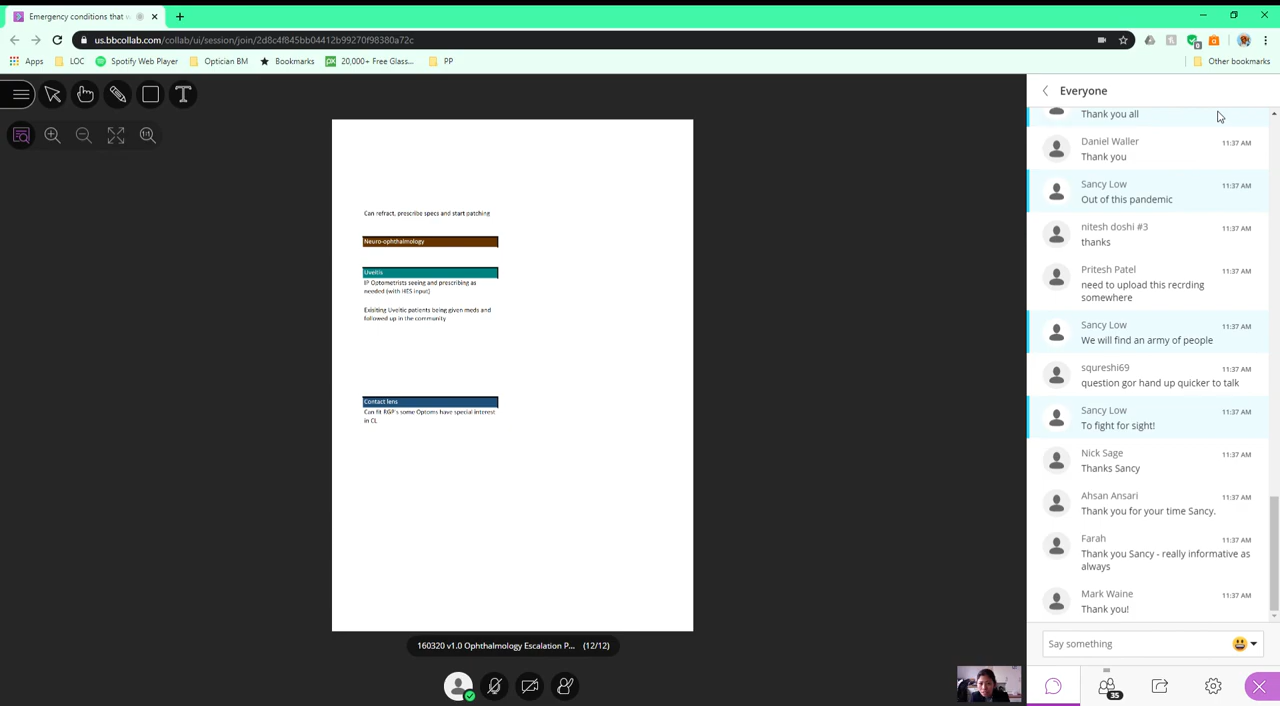 Emergency conditions that
us.bbcollab.com/collab/ui/session/join/2d8c4f845bb04412b99270f98380a72c
Apps
LOC
Spotify Web Player
Optician BM
Bookmarks
px
20,000+ Free Glass...
PP
Other bookmarks
T
1:1
Everyone
Thank you all
Daniel Waller
11:37 AM
Thank you
Sancy Low
11:37 AM
Out of this pandemic
nitesh doshi #3
11:37 AM
thanks
Pritesh Patel
11:37 AM
need to upload this recrding
somewhere
Sancy Low
11:37 AM
We will find an army of people
squreshi69
11:37 AM
question gor hand up quicker to talk
Sancy Low
11:37 AM
To fight for sight!
Nick Sage
11:37 AM
Thanks Sancy
Ahsan Ansari
11:37 AM
Thank you for your time Sancy.
Farah
11:37 AM
Thank you Sancy - really informative as
always
Mark Waine
11:37 AM
Thank you!
Say something
35
Can refract, prescribe specs and start patching
Neuro-ophthalmology
Uveitis
IP Optometrists seeing and prescribing as
needed (with HES input)
Exisiting Uveitic patients being given meds and
followed up in the community
Contact lens
Can fit RGP's some Optoms have special interest
in CL
160320 v1.0 Ophthalmology Escalation P... (12/12)